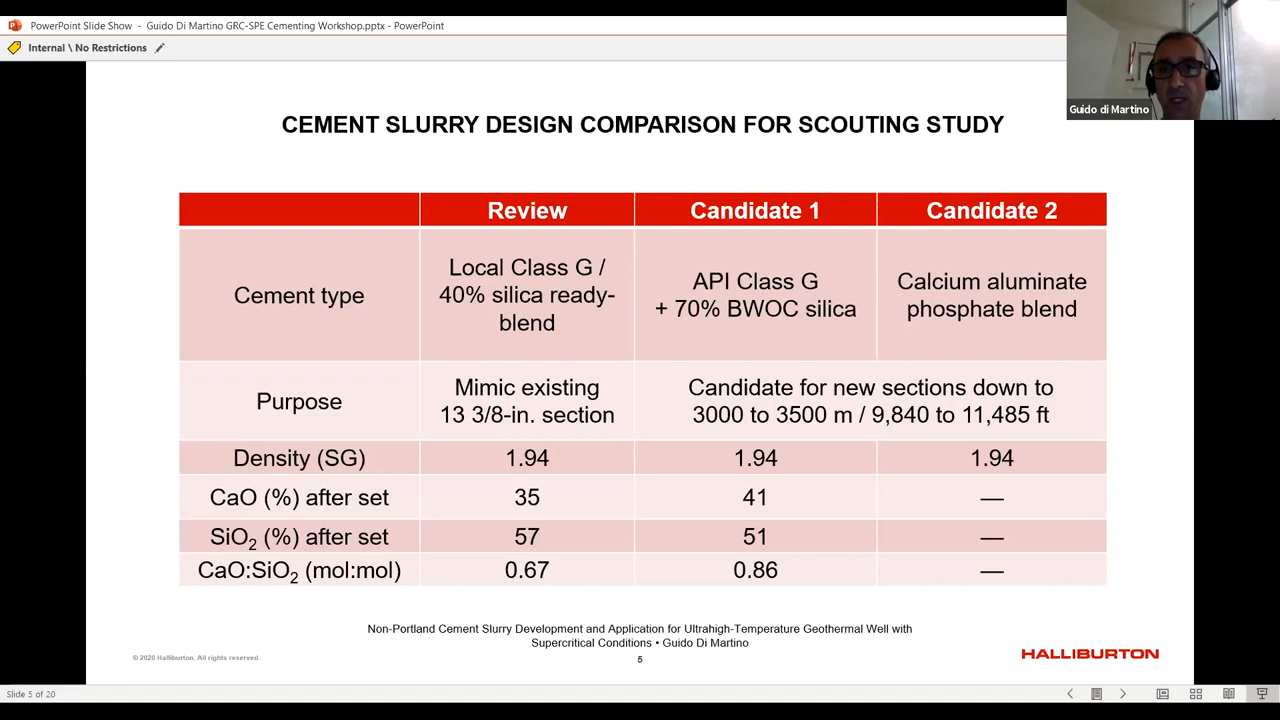 PowerPoint Slide Show - Guido Di Martino GRC-SPE Cementing Workshop.pptx - PowerPoint
Internal \ No Restrictions
Guido di Martino
CEMENT SLURRY DESIGN COMPARISON FOR SCOUTING STUDY
Review
Candidate 1
Candidate 2
Cement type
Local Class G /
40% silica ready-
blend
API Class G
+ 70% BWOC silica
Calcium aluminate
phosphate blend
Purpose
Mimic existing
13 3/8-in. section
Candidate for new sections down to
3000 to 3500 m / 9,840 to 11,485 ft
Density (SG)
1.94
1.94
1.94
CaO (%) after set
35
41
—
SiO2 (%) after set
57
51
—
CaO:SiO2 (mol:mol)
0.67
0.86
—
Non-Portland Cement Slurry Development and Application for Ultrahigh-Temperature Geothermal Well with
Supercritical Conditions • Guido Di Martino
© 2020 Halliburton. All rights reserved.
5
HALLIBURTON
Slide 5 of 20